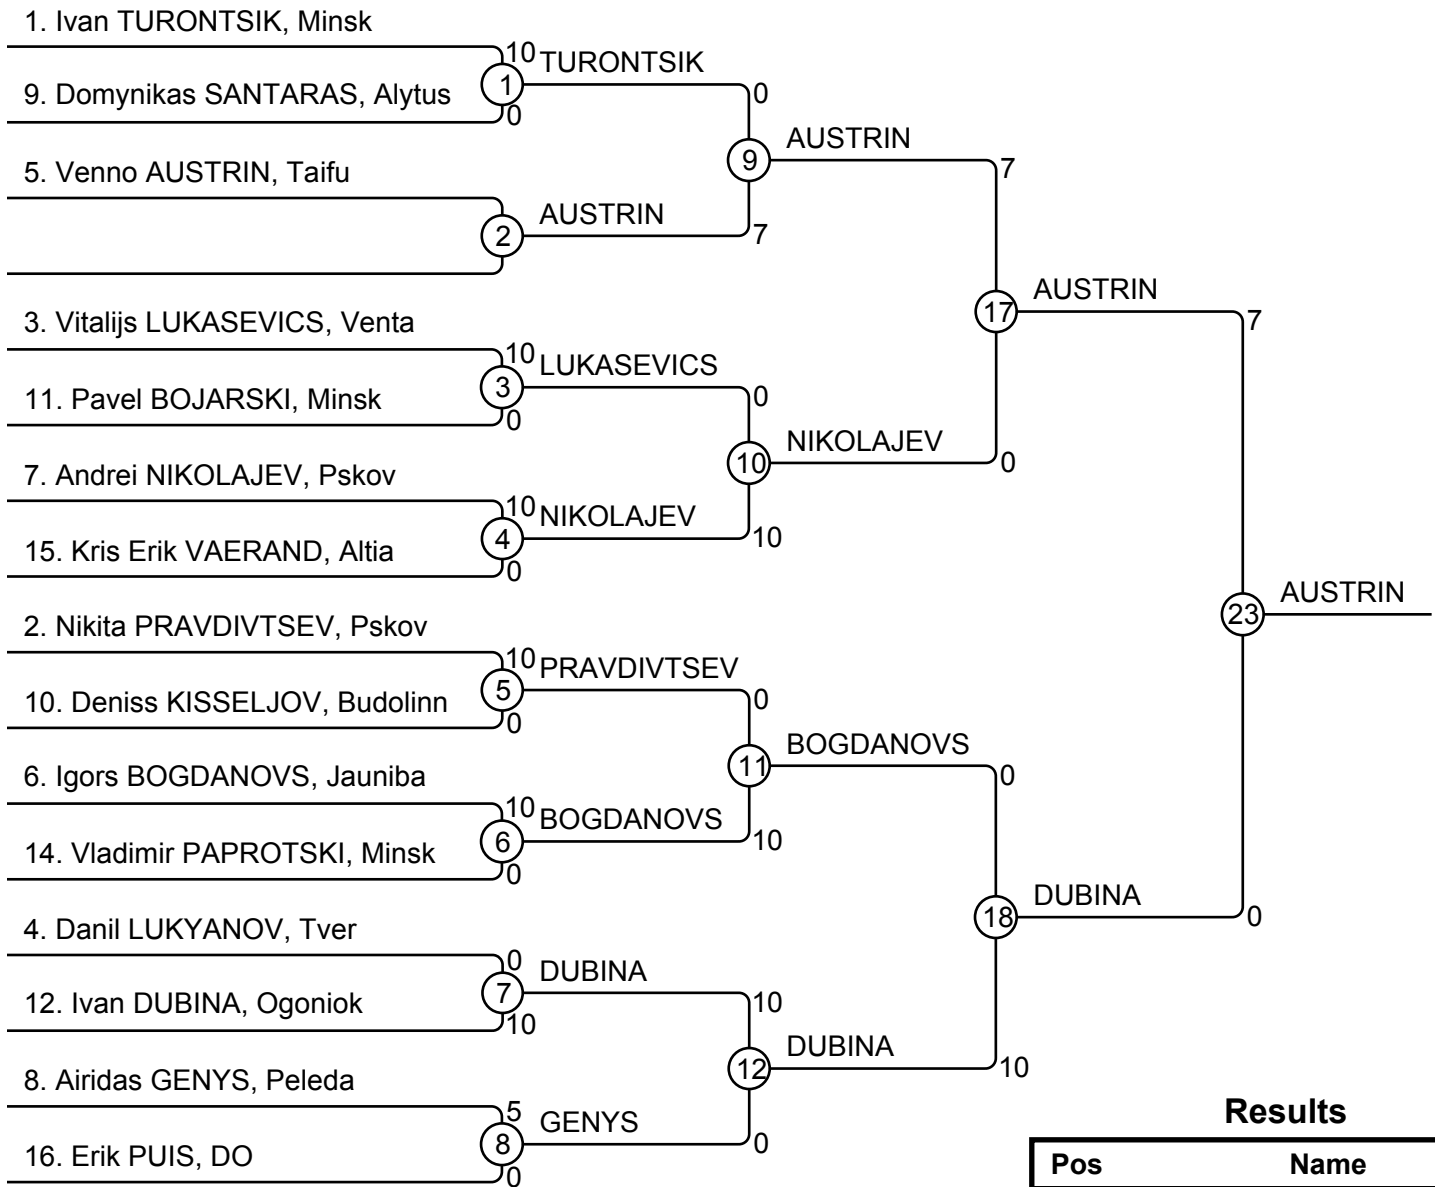 1. Ivan TURONTSIK, Minsk
10
TURONTSIK
1
9. Domynikas SANTARAS, Alytus
0
0
AUSTRIN
9
7
5. Venno AUSTRIN, Taifu
AUSTRIN
2
7
AUSTRIN
17
7
3. Vitalijs LUKASEVICS, Venta
10
LUKASEVICS
3
11. Pavel BOJARSKI, Minsk
0
0
NIKOLAJEV
10
0
7. Andrei NIKOLAJEV, Pskov
10
NIKOLAJEV
4
10
15. Kris Erik VAERAND, Altia
0
AUSTRIN
23
2. Nikita PRAVDIVTSEV, Pskov
10
PRAVDIVTSEV
5
10. Deniss KISSELJOV, Budolinn
0
0
BOGDANOVS
11
0
6. Igors BOGDANOVS, Jauniba
10
BOGDANOVS
6
10
14. Vladimir PAPROTSKI, Minsk
0
DUBINA
18
0
4. Danil LUKYANOV, Tver
0
DUBINA
7
12. Ivan DUBINA, Ogoniok
10
10
DUBINA
12
10
8. Airidas GENYS, Peleda
5
GENYS
8
0
16. Erik PUIS, DO
0
Results
Pos Name